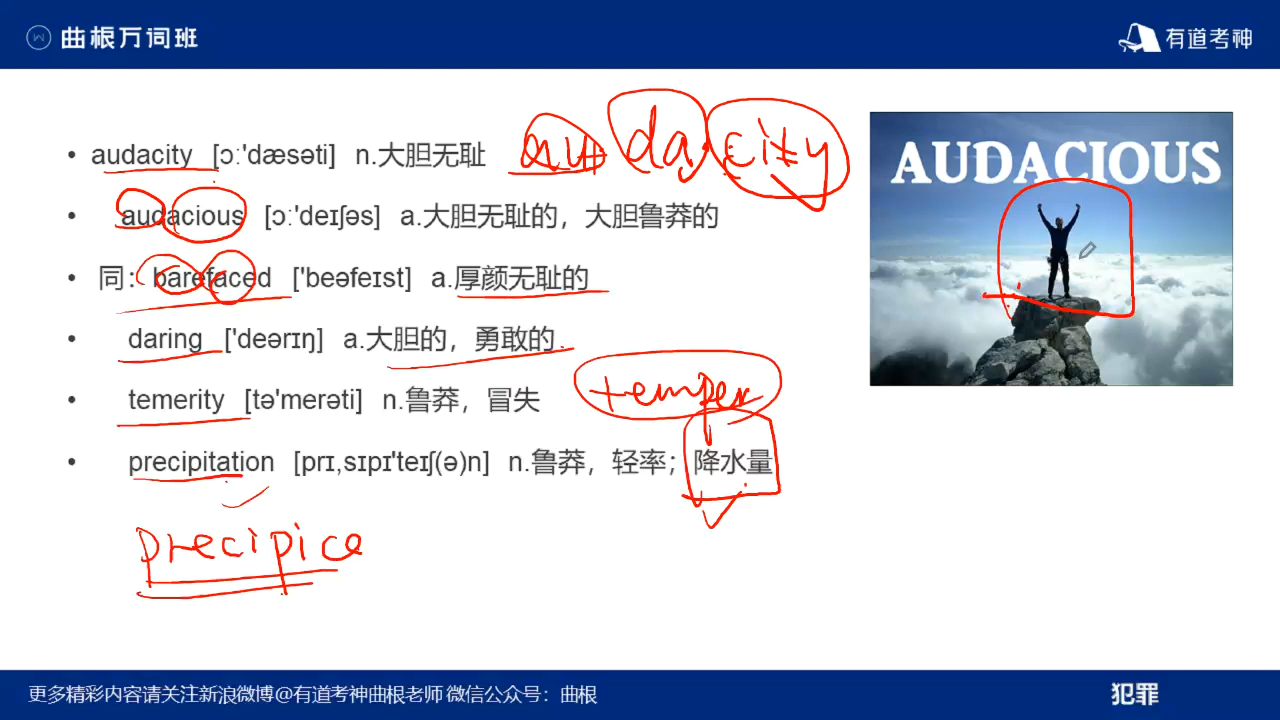 曲根万词班
有道考神
audacity [ɔː'dæsəti] n.大胆无耻
au da city
AUDACIOUS
audacious [ɔː'deɪʃəs] a.大胆无耻的，大胆鲁莽的
同：barefaced ['beəfeɪst] a.厚颜无耻的
daring ['deərɪŋ] a.大胆的，勇敢的
temper
temerity [tə'merəti] n.鲁莽，冒失
precipitation [prɪ,sɪpɪ'teɪʃ(ə)n] n.鲁莽，轻率；降水量
precipice
更多精彩内容请关注新浪微博@有道考神曲根老师 微信公众号：曲根
犯罪